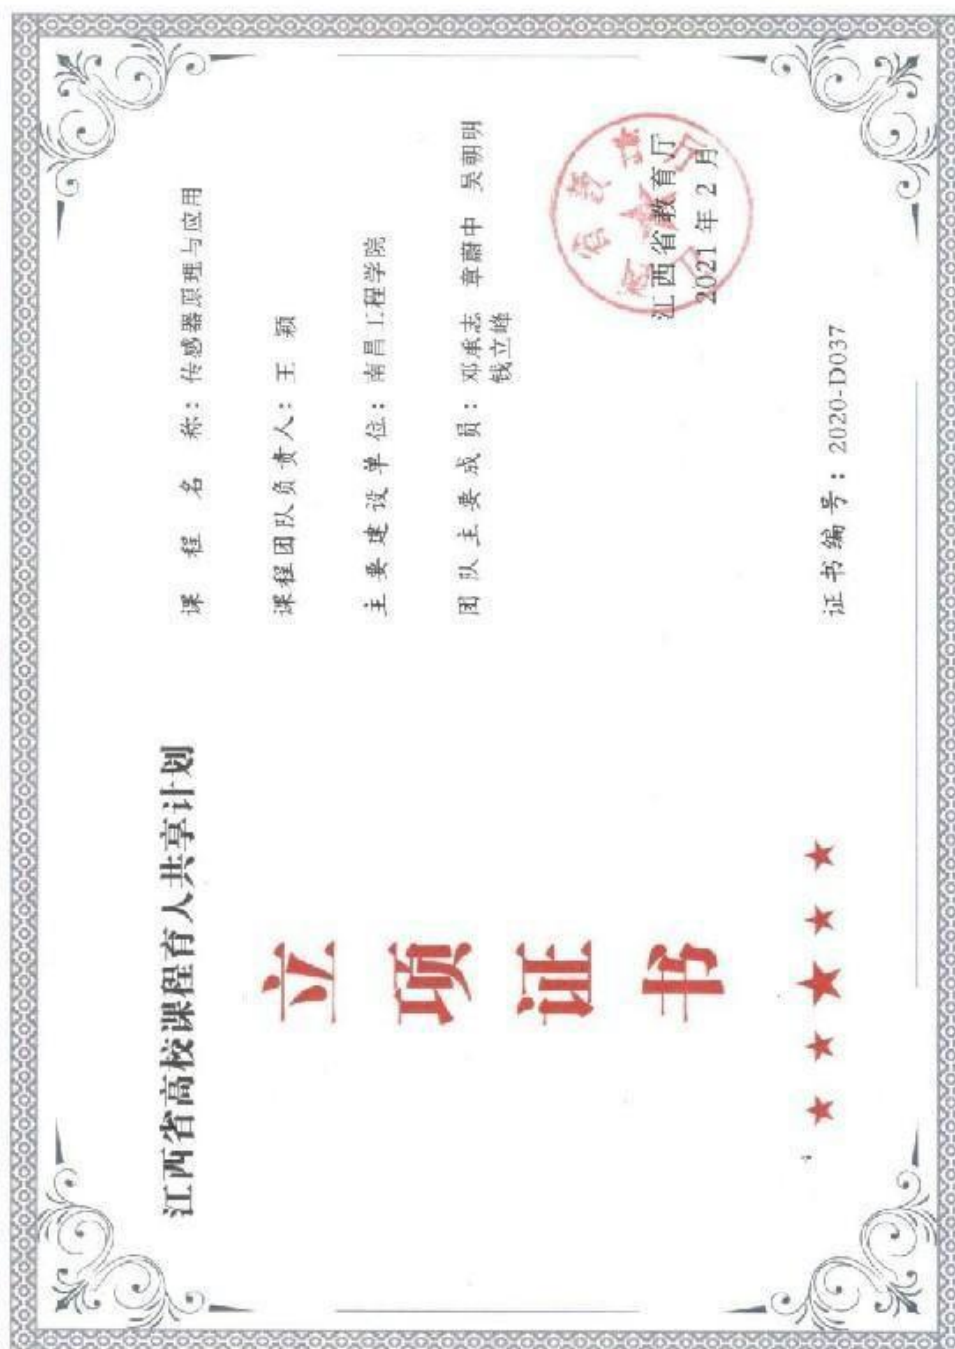 江西省高校课程育人共享计划
立
项
证
书
课程名称：传感器原理与应用
课程团队负责人：王 颖
主要建设单位：南昌工程学院
团队主要成员：邓承志 章蔚中 吴朝明
钱立峰
江西省教育厅
2021年2月
证书编号：2020-D037